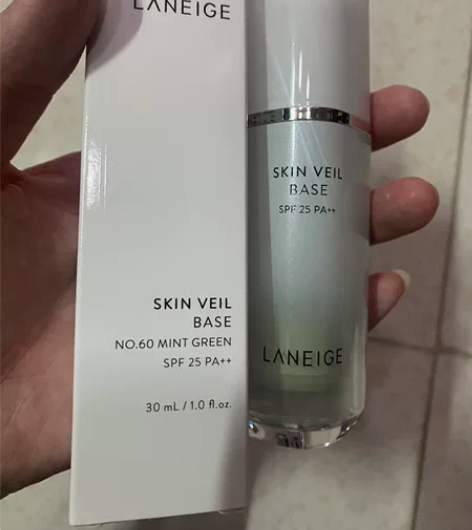 LANEIGE
SKIN VEIL
BASE
NO.60 MINT GREEN
SPF 25 PA++
30 mL / 1.0 fl.oz.
SKIN VEIL
BASE
SPF 25 PA++
LANEIGE